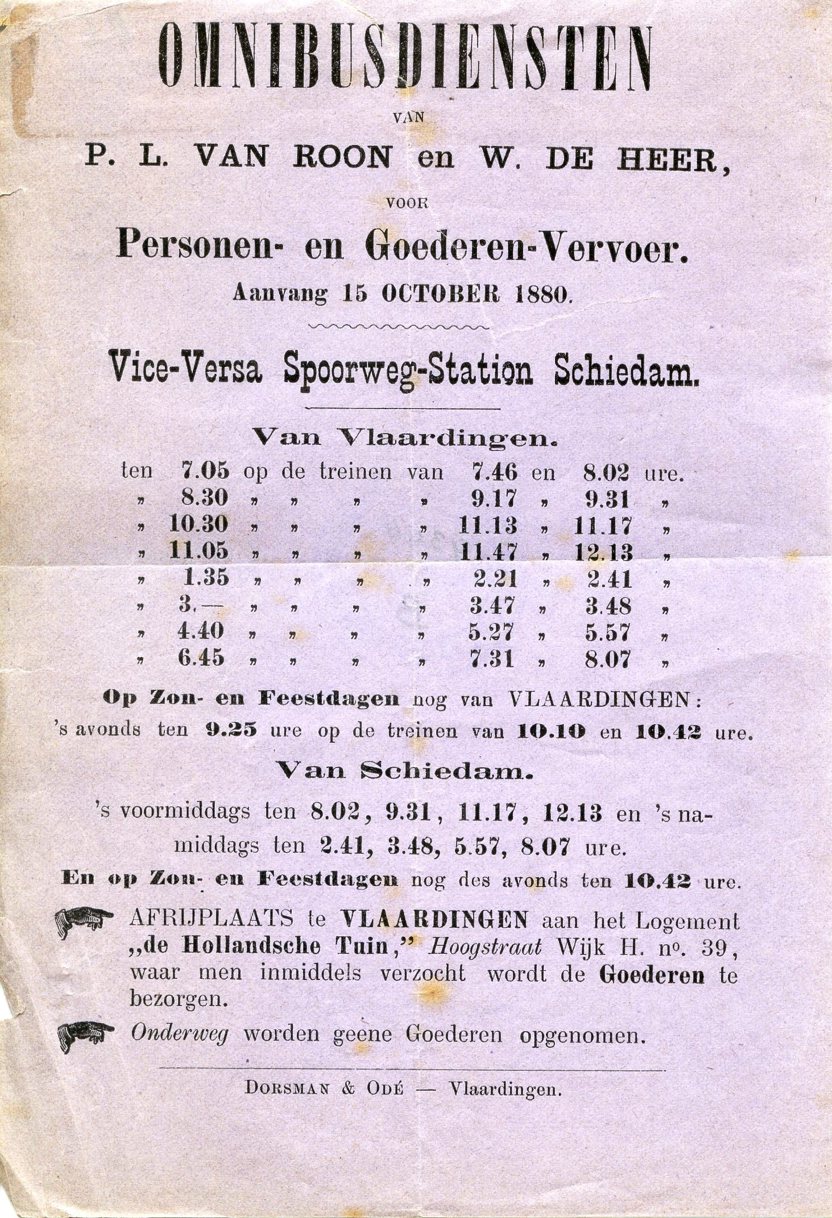 OMNIBUSDIENSTEN
VAN
P. L. VAN ROON en W. DE HEER,
VOOR
Personen- en Goederen-Vervoer.
Aanvang 15 OCTOBER 1880.
Vice-Versa Spoorweg-Station Schiedam.
Van Vlaardingen.
ten 7.05 op de treinen van 7.46 en 8.02 ure.
„ 8.30 „ „ „ „ 9.17 „ 9.31 „
„ 10.30 „ „ „ „ 11.13 „ 11.17 „
„ 11.05 „ „ „ „ 11.47 „ 12.13 „
„ 1.35 „ „ „ „ 2.21 „ 2.41 „
„ 3.— „ „ „ „ 3.47 „ 3.48 „
„ 4.40 „ „ „ „ 5.27 „ 5.57 „
„ 6.45 „ „ „ „ 7.31 „ 8.07 „
Op Zon- en Feestdagen nog van VLAARDINGEN:
's avonds ten 9.25 ure op de treinen van 10.10 en 10.42 ure.
Van Schiedam.
's voormiddags ten 8.02, 9.31, 11.17, 12.13 en 's na-
middags ten 2.41, 3.48, 5.57, 8.07 ure.
En op Zon- en Feestdagen nog des avonds ten 10.42 ure.
AFRIJPLAATS te VLAARDINGEN aan het Logement
„de Hollandsche Tuin,” Hoogstraat Wijk H. no. 39,
waar men inmiddels verzocht wordt de Goederen te
bezorgen.
Onderweg worden geene Goederen opgenomen.
DORSMAN & ODÉ — Vlaardingen.